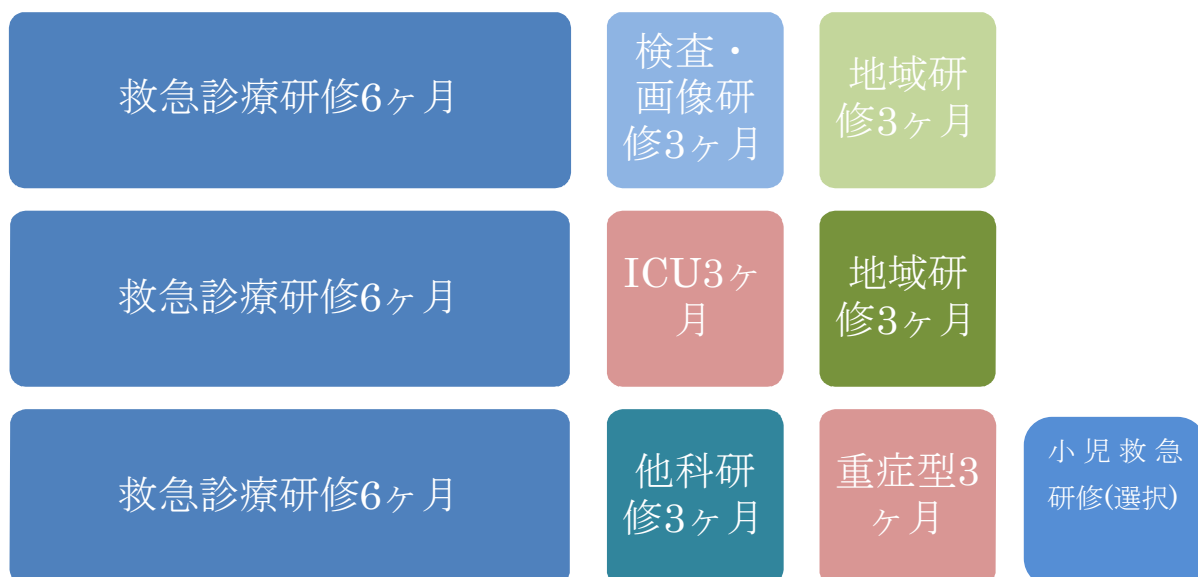 救急診療研修6ヶ月
検査・
画像研
修3ヶ月
地域研
修3ヶ月
救急診療研修6ヶ月
ICU3ヶ
月
地域研
修3ヶ月
救急診療研修6ヶ月
他科研
修3ヶ月
重症型3
ヶ月
小児救急
研修(選択)